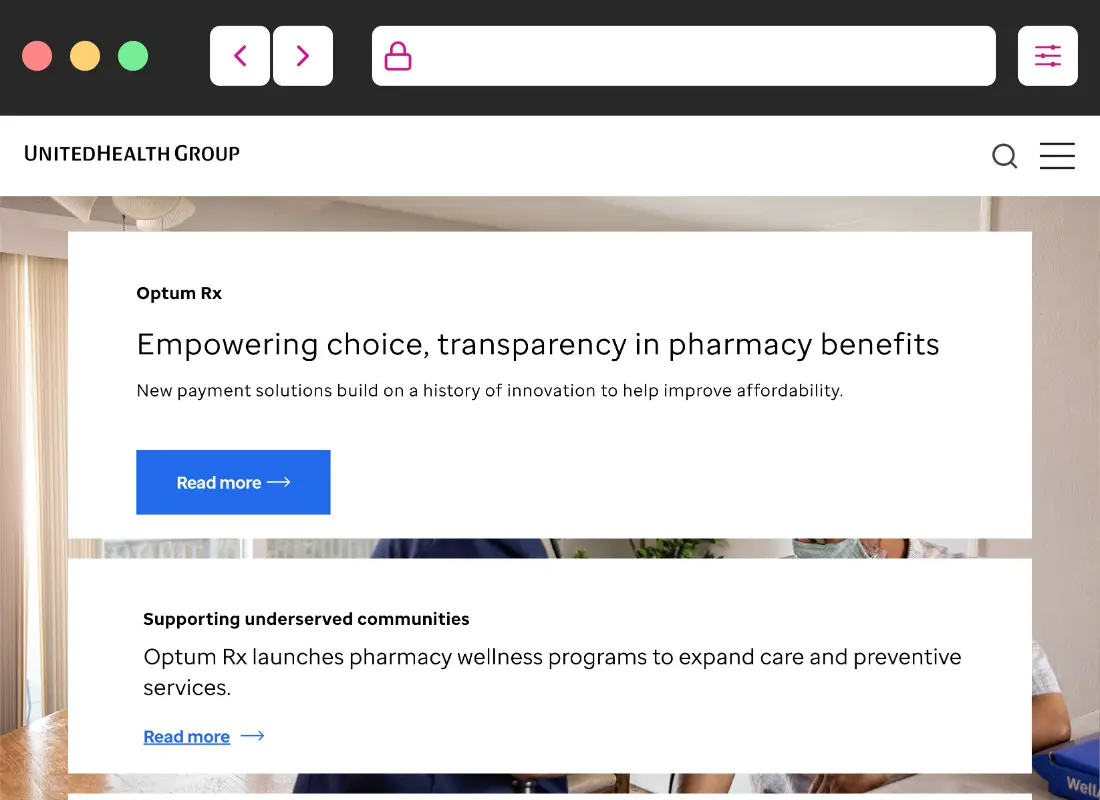 UNITEDHEALTH GROUP
Optum Rx
Empowering choice, transparency in pharmacy benefits
New payment solutions build on a history of innovation to help improve affordability.
Read more →
Supporting underserved communities
Optum Rx launches pharmacy wellness programs to expand care and preventive
services.
Read more →